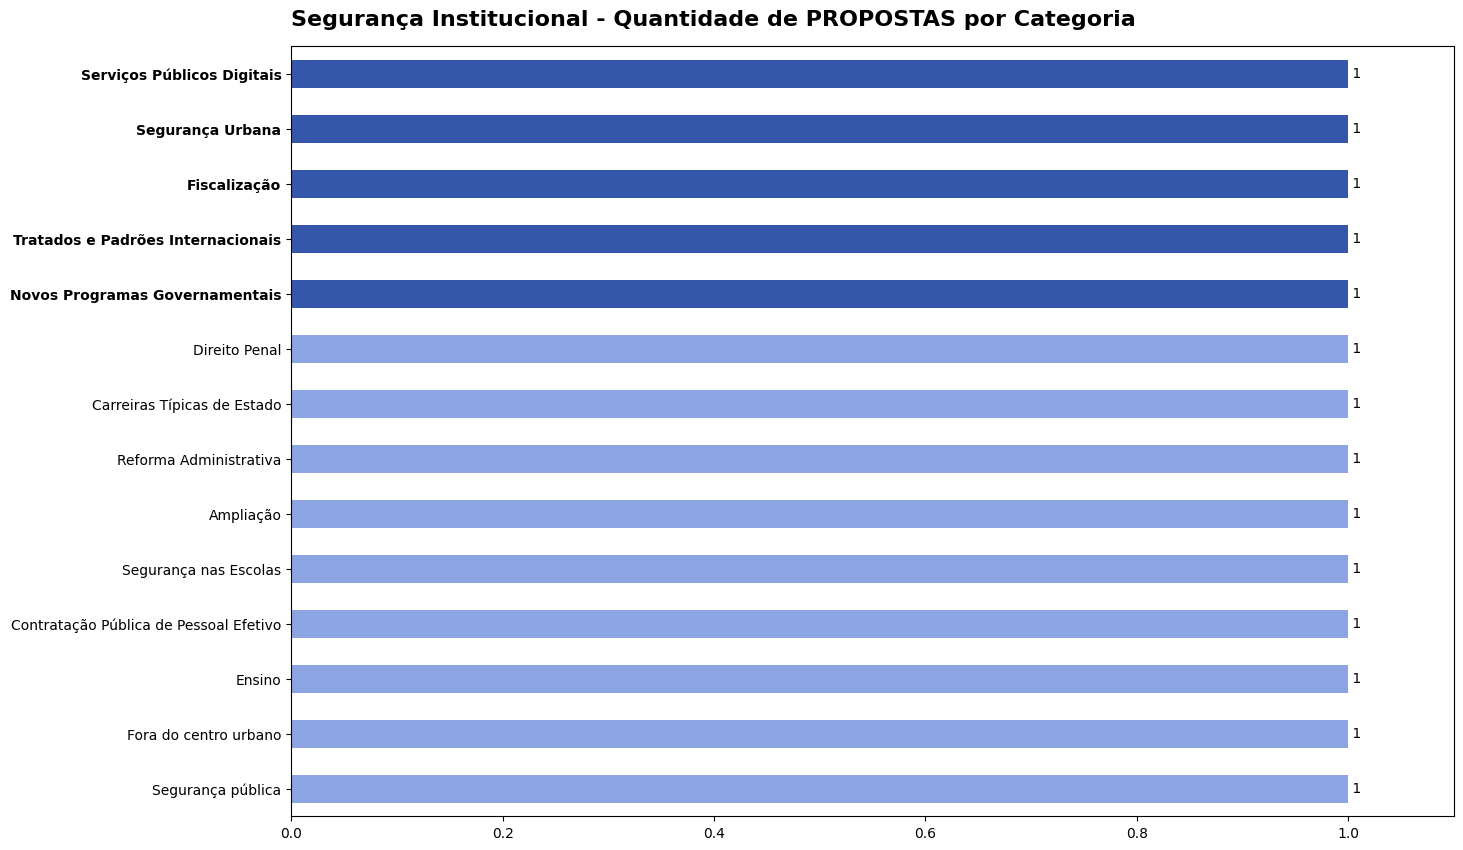 Segurança Institucional - Quantidade de PROPOSTAS por Categoria
Serviços Públicos Digitais 1
Segurança Urbana 1
Fiscalização 1
Tratados e Padrões Internacionais 1
Novos Programas Governamentais 1
Direito Penal 1
Carreiras Típicas de Estado 1
Reforma Administrativa 1
Ampliação 1
Segurança nas Escolas 1
Contratação Pública de Pessoal Efetivo 1
Ensino 1
Fora do centro urbano 1
Segurança pública 1
0.0 0.2 0.4 0.6 0.8 1.0